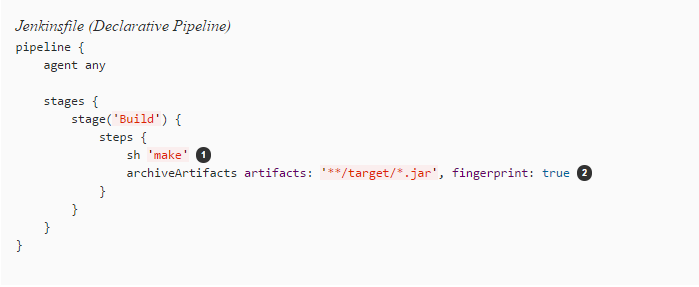 Jenkinsfile (Declarative Pipeline)
pipeline {
    agent any

    stages {
        stage('Build') {
            steps {
                sh 'make' 1
                archiveArtifacts artifacts: '**/target/*.jar', fingerprint: true 2
            }
        }
    }
}